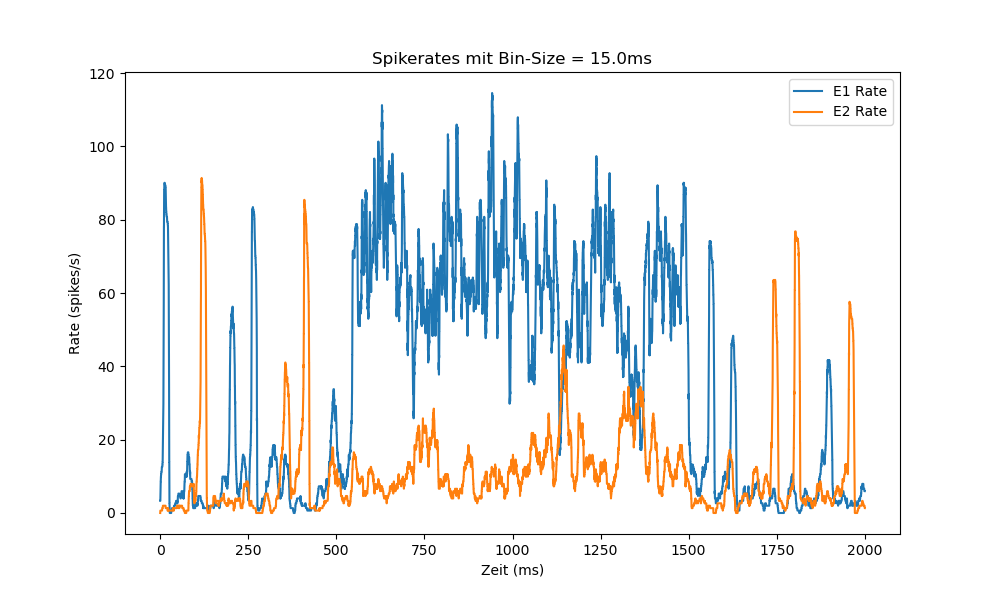 Spikerates mit Bin-Size = 15.0ms
E1 Rate
E2 Rate
Rate (spikes/s)
120
100
80
60
40
20
0
0 250 500 750 1000 1250 1500 1750 2000
Zeit (ms)